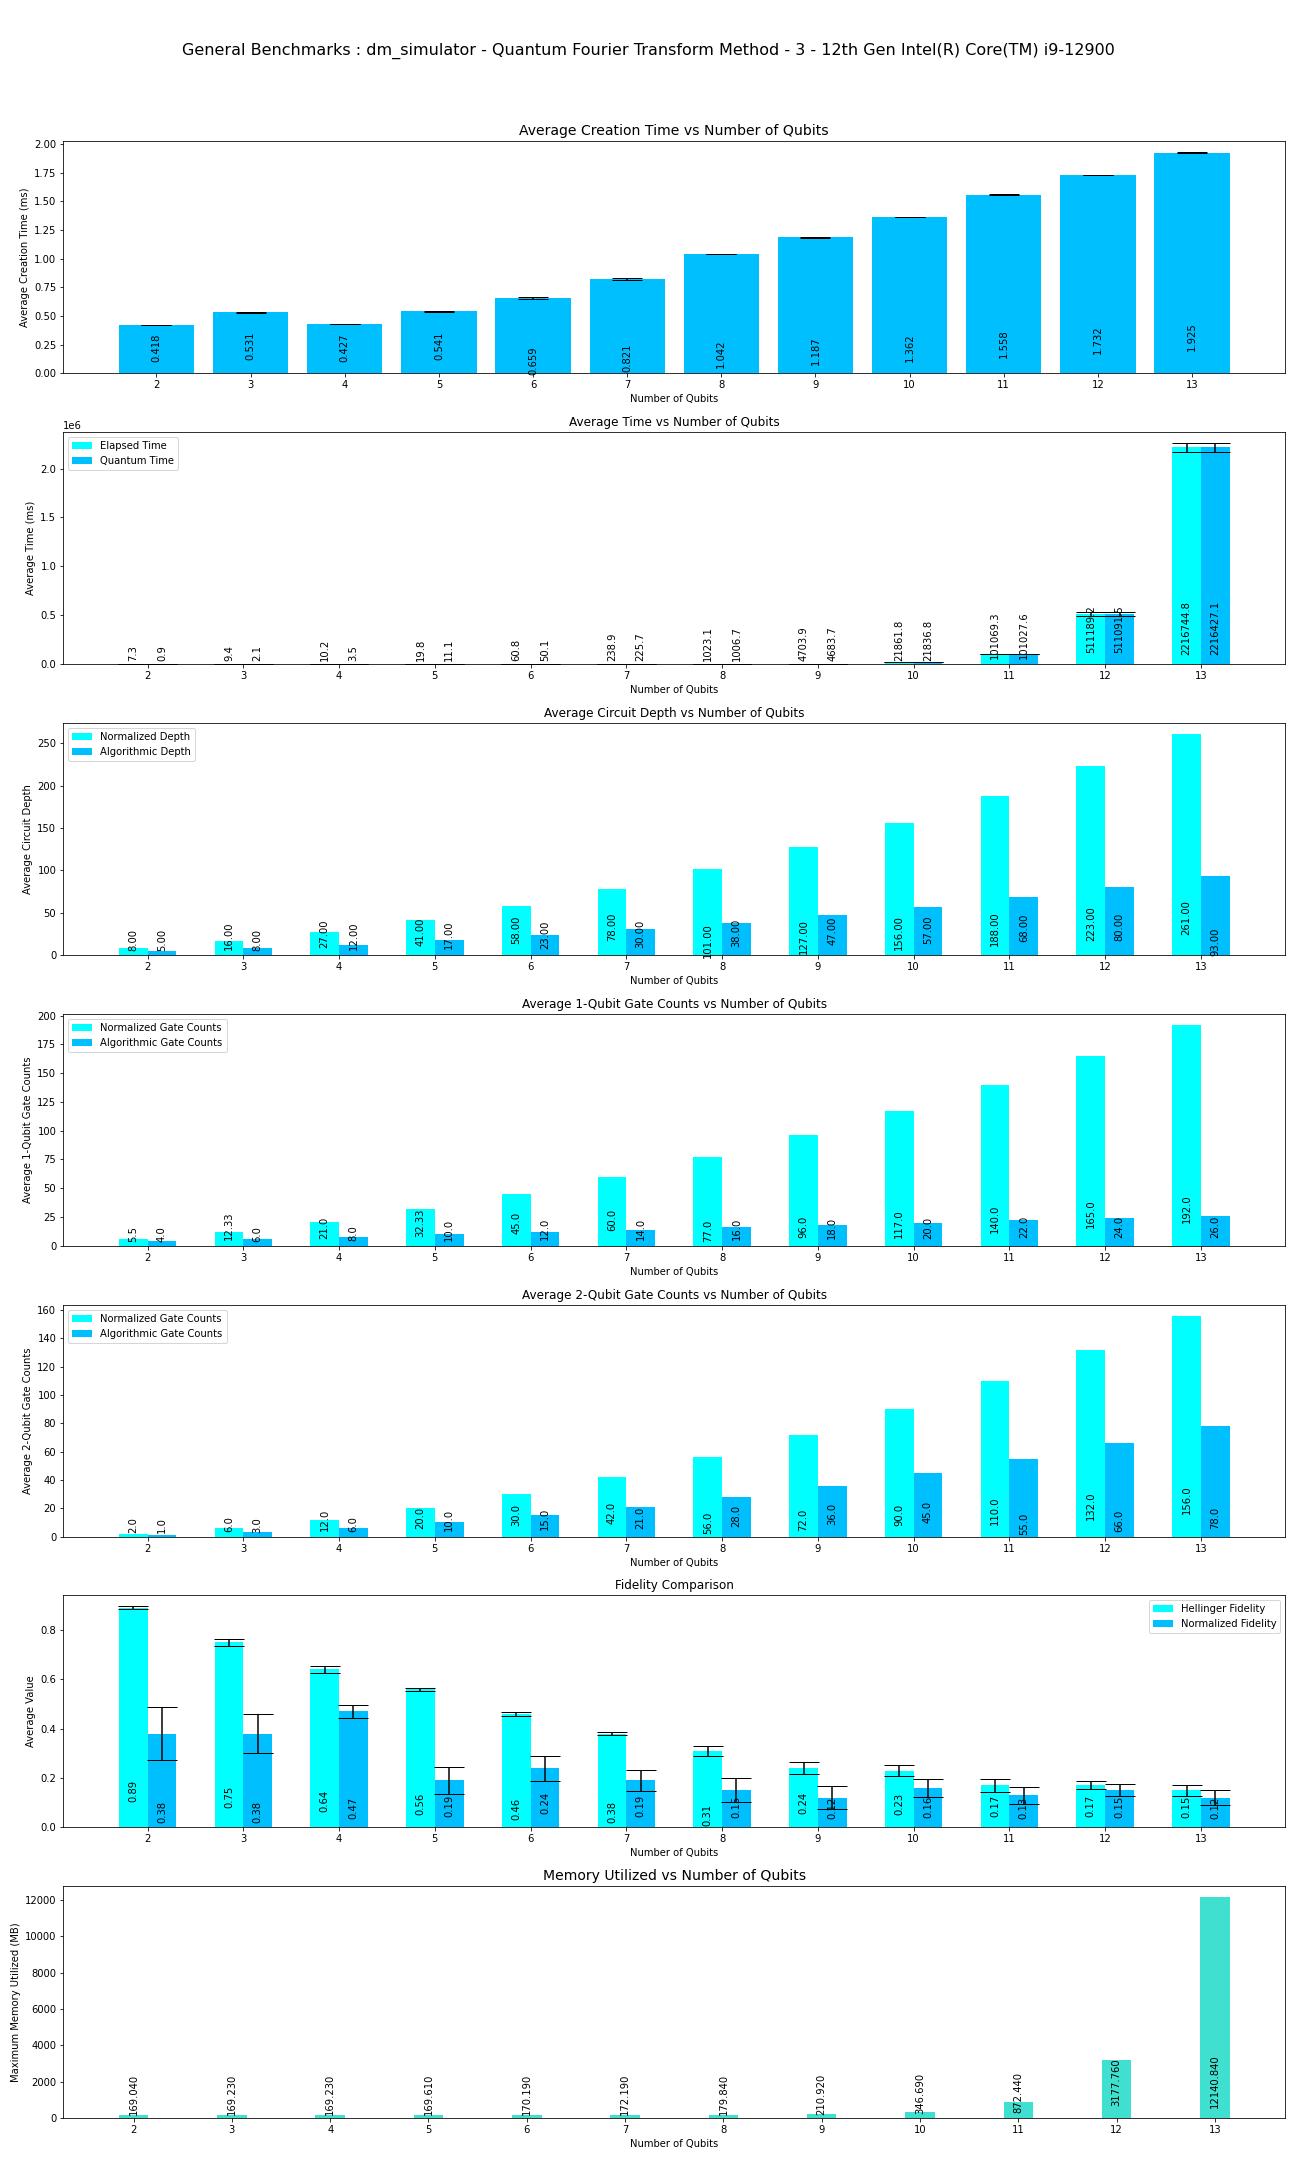 General Benchmarks : dm_simulator - Quantum Fourier Transform Method - 3 - 12th Gen Intel(R) Core(TM) i9-12900
Average Creation Time vs Number of Qubits
Average Creation Time (ms)
2.00
1.75
1.50
1.25
1.00
0.75
0.50
0.25
0.00
0.418 0.531 0.427 0.541 0.659 0.821 1.042 1.187 1.362 1.558 1.732 1.925
2 3 4 5 6 7 8 9 10 11 12 13
Number of Qubits
Average Time vs Number of Qubits
1e6
Elapsed Time
Quantum Time
Average Time (ms)
2.0
1.5
1.0
0.5
0.0
7.3 0.9 9.4 2.1 10.2 3.5 19.8 11.1 60.8 50.1 238.9 225.7 1023.1 1006.7 4703.9 4683.7 21861.8 21836.8 101069.3 101027.6 511189.2 510915 2216744.8 2216427.1
2 3 4 5 6 7 8 9 10 11 12 13
Number of Qubits
Average Circuit Depth vs Number of Qubits
Normalized Depth
Algorithmic Depth
Average Circuit Depth
250
200
150
100
50
0
8.00 5.00 16.00 8.00 27.00 12.00 41.00 17.00 58.00 23.00 78.00 30.00 101.00 38.00 127.00 47.00 156.00 57.00 188.00 68.00 223.00 80.00 261.00 93.00
2 3 4 5 6 7 8 9 10 11 12 13
Number of Qubits
Average 1-Qubit Gate Counts vs Number of Qubits
Normalized Gate Counts
Algorithmic Gate Counts
Average 1-Qubit Gate Counts
200
175
150
125
100
75
50
25
0
5.5 4.0 12.33 6.0 21.0 8.0 32.33 10.0 45.0 12.0 60.0 14.0 77.0 16.0 96.0 18.0 117.0 20.0 140.0 22.0 165.0 24.0 192.0 26.0
2 3 4 5 6 7 8 9 10 11 12 13
Number of Qubits
Average 2-Qubit Gate Counts vs Number of Qubits
Normalized Gate Counts
Algorithmic Gate Counts
Average 2-Qubit Gate Counts
160
140
120
100
80
60
40
20
0
2.0 1.0 6.0 3.0 12.0 6.0 20.0 10.0 30.0 15.0 42.0 21.0 56.0 28.0 72.0 36.0 90.0 45.0 110.0 55.0 132.0 66.0 156.0 78.0
2 3 4 5 6 7 8 9 10 11 12 13
Number of Qubits
Fidelity Comparison
Hellinger Fidelity
Normalized Fidelity
Average Value
0.8
0.6
0.4
0.2
0.0
0.89 0.38 0.75 0.38 0.64 0.47 0.56 0.19 0.46 0.24 0.38 0.19 0.31 0.15 0.24 0.12 0.23 0.16 0.17 0.13 0.17 0.15 0.15 0.12
2 3 4 5 6 7 8 9 10 11 12 13
Number of Qubits
Memory Utilized vs Number of Qubits
Maximum Memory Utilized (MB)
12000
10000
8000
6000
4000
2000
0
169.040 169.230 169.230 169.610 170.190 172.190 179.840 210.920 346.690 872.440 3177.760 12140.840
2 3 4 5 6 7 8 9 10 11 12 13
Number of Qubits